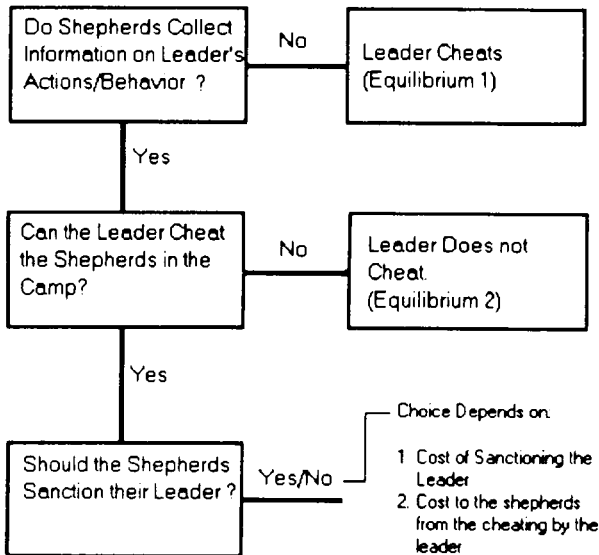 Do Shepherds Collect
Information on Leader's
Actions/Behavior ?
No
Leader Cheats
(Equilibrium 1)
Yes
Can the Leader Cheat
the Shepherds in the
Camp?
No
Leader Does not
Cheat.
(Equilibrium 2)
Yes
Should the Shepherds
Sanction their Leader ?
Yes/No
Choice Depends on:
1 Cost of Sanctioning the
Leader
2. Cost to the shepherds
from the cheating by the
leader